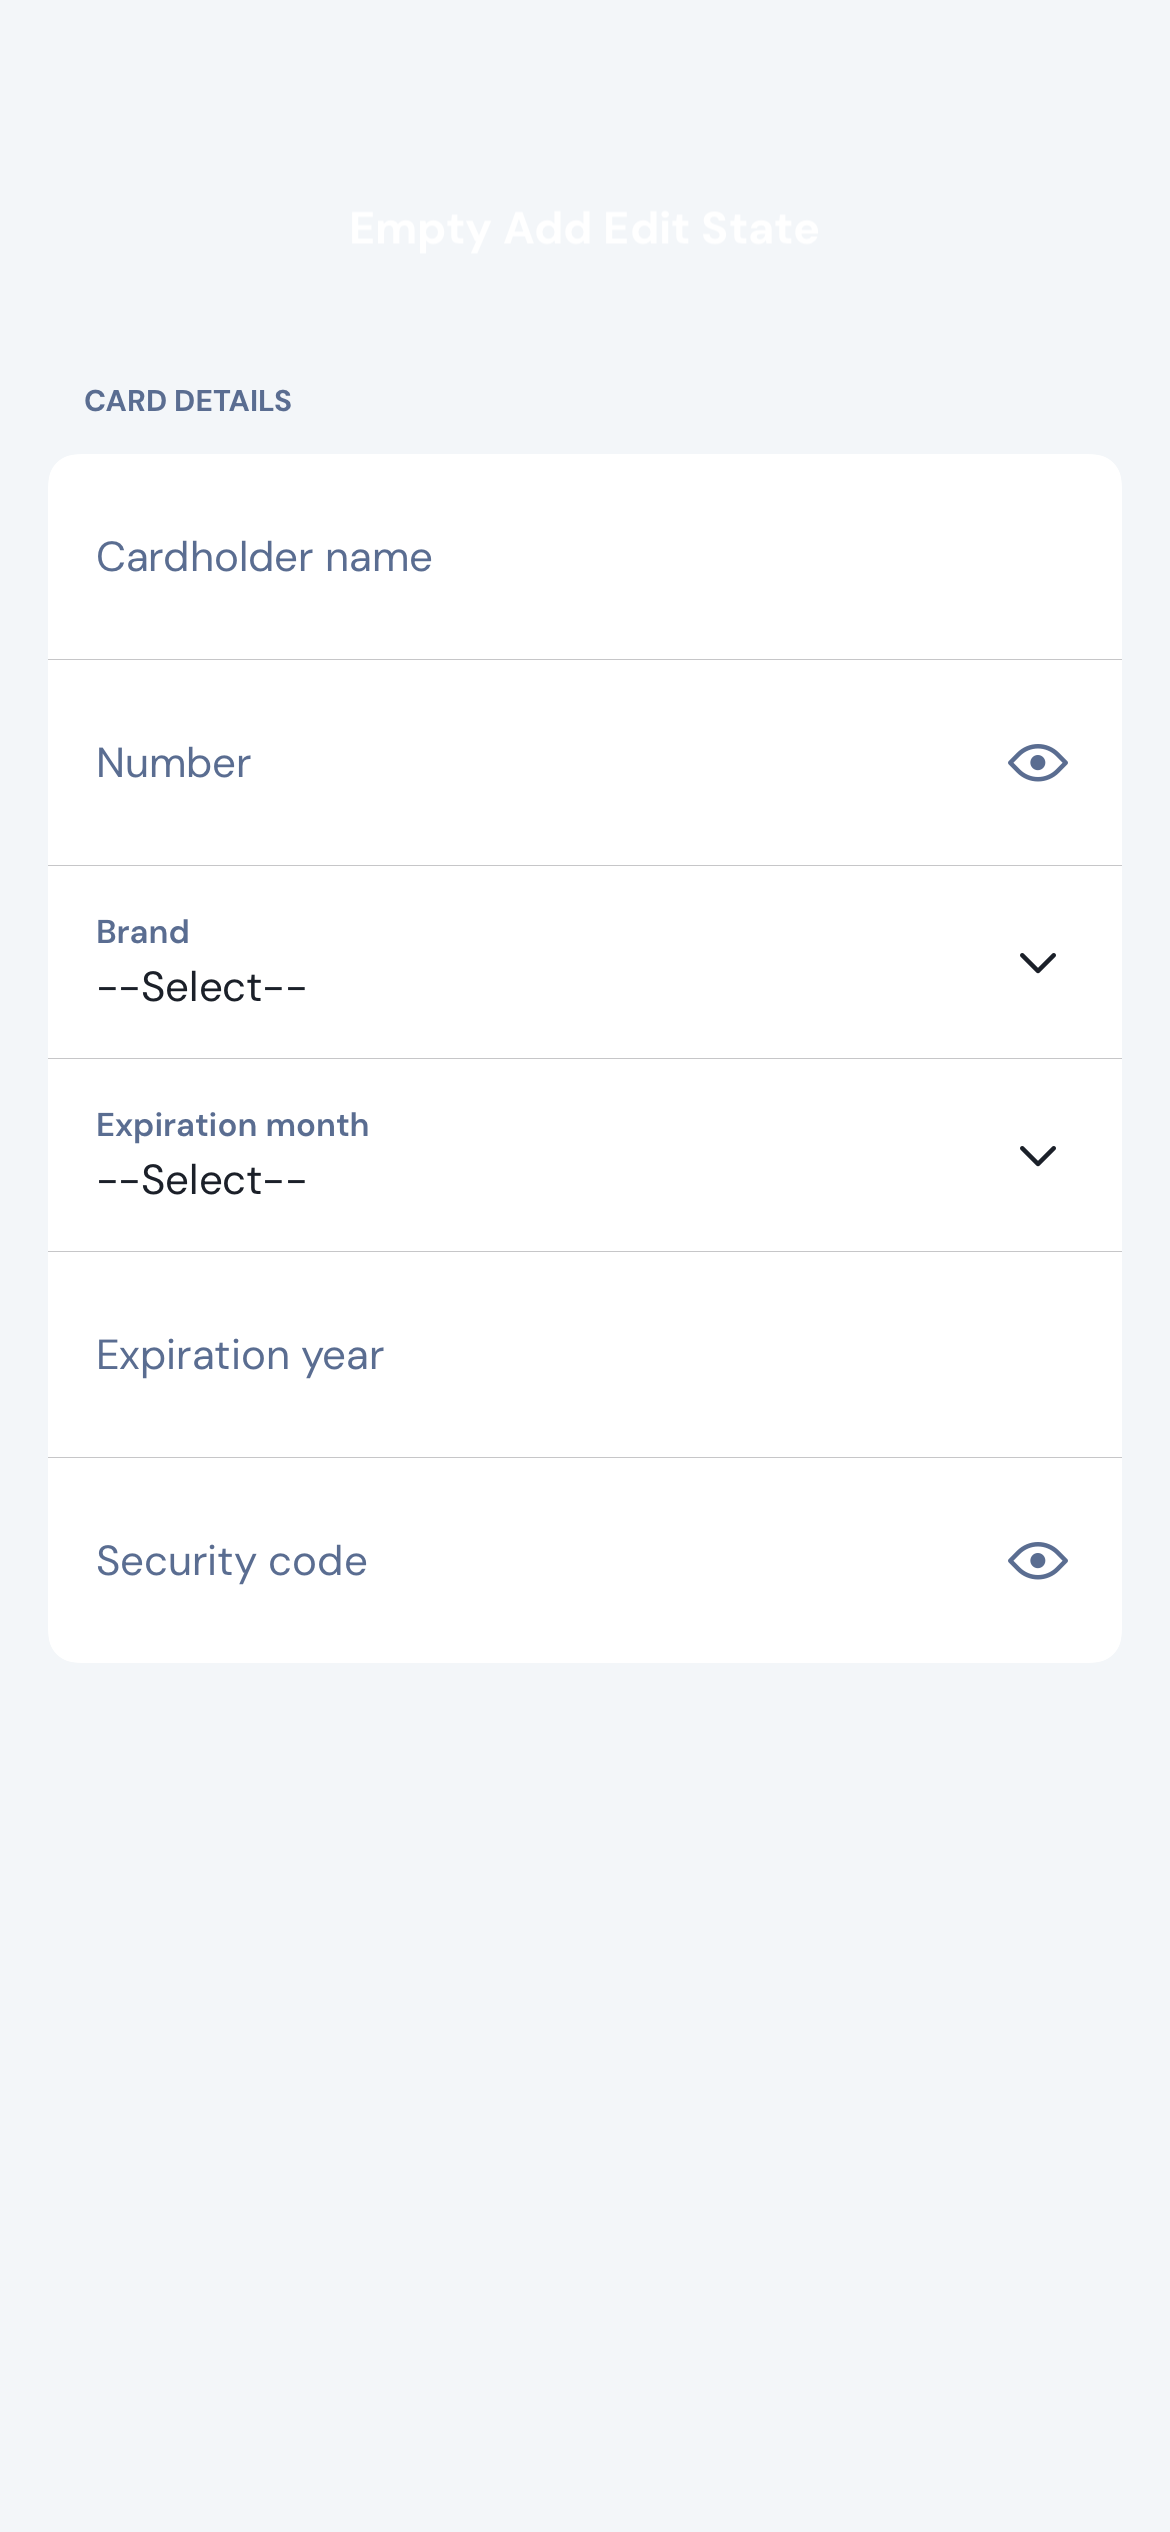 Empty Add Edit State
CARD DETAILS
Cardholder name
Number
Brand
--Select--
Expiration month
--Select--
Expiration year
Security code